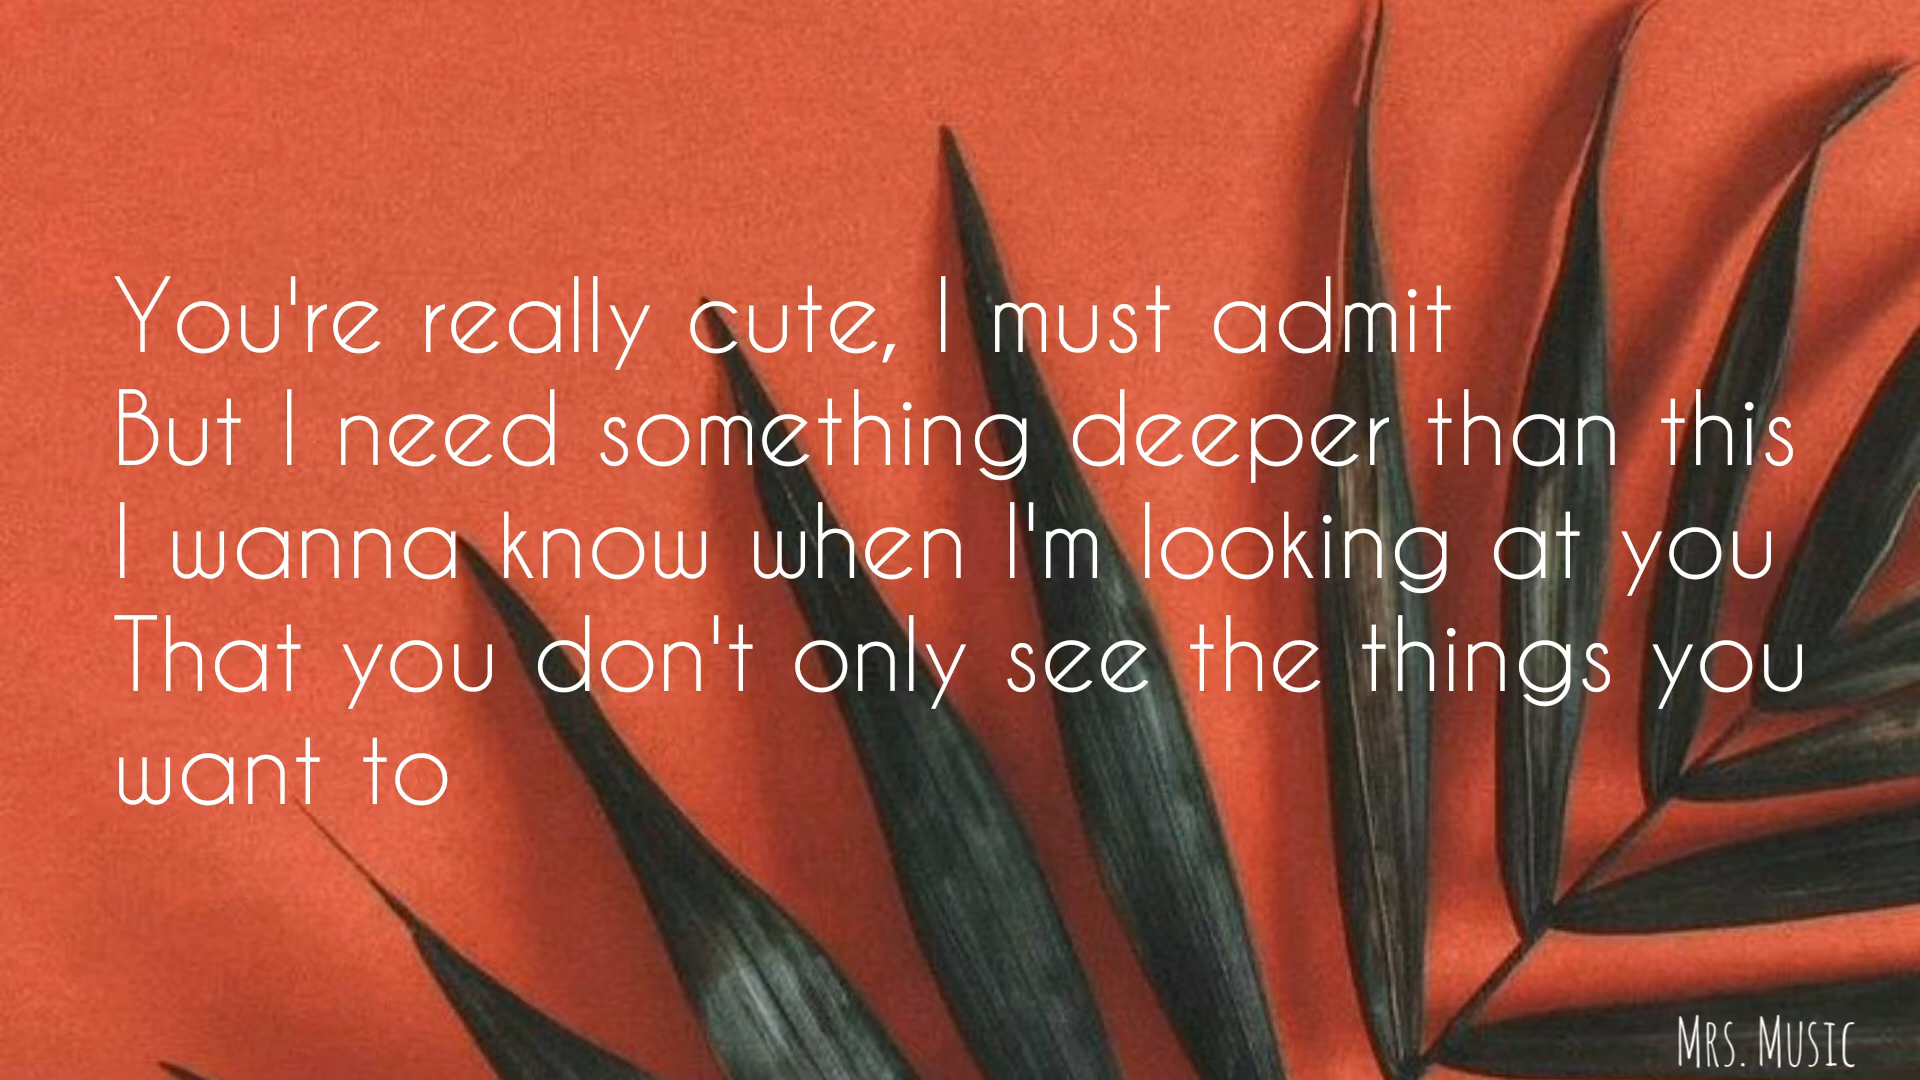 You're really cute, I must admit
But I need something deeper than this
I wanna know when I'm looking at you
That you don't only see the things you
want to
Mrs. Music